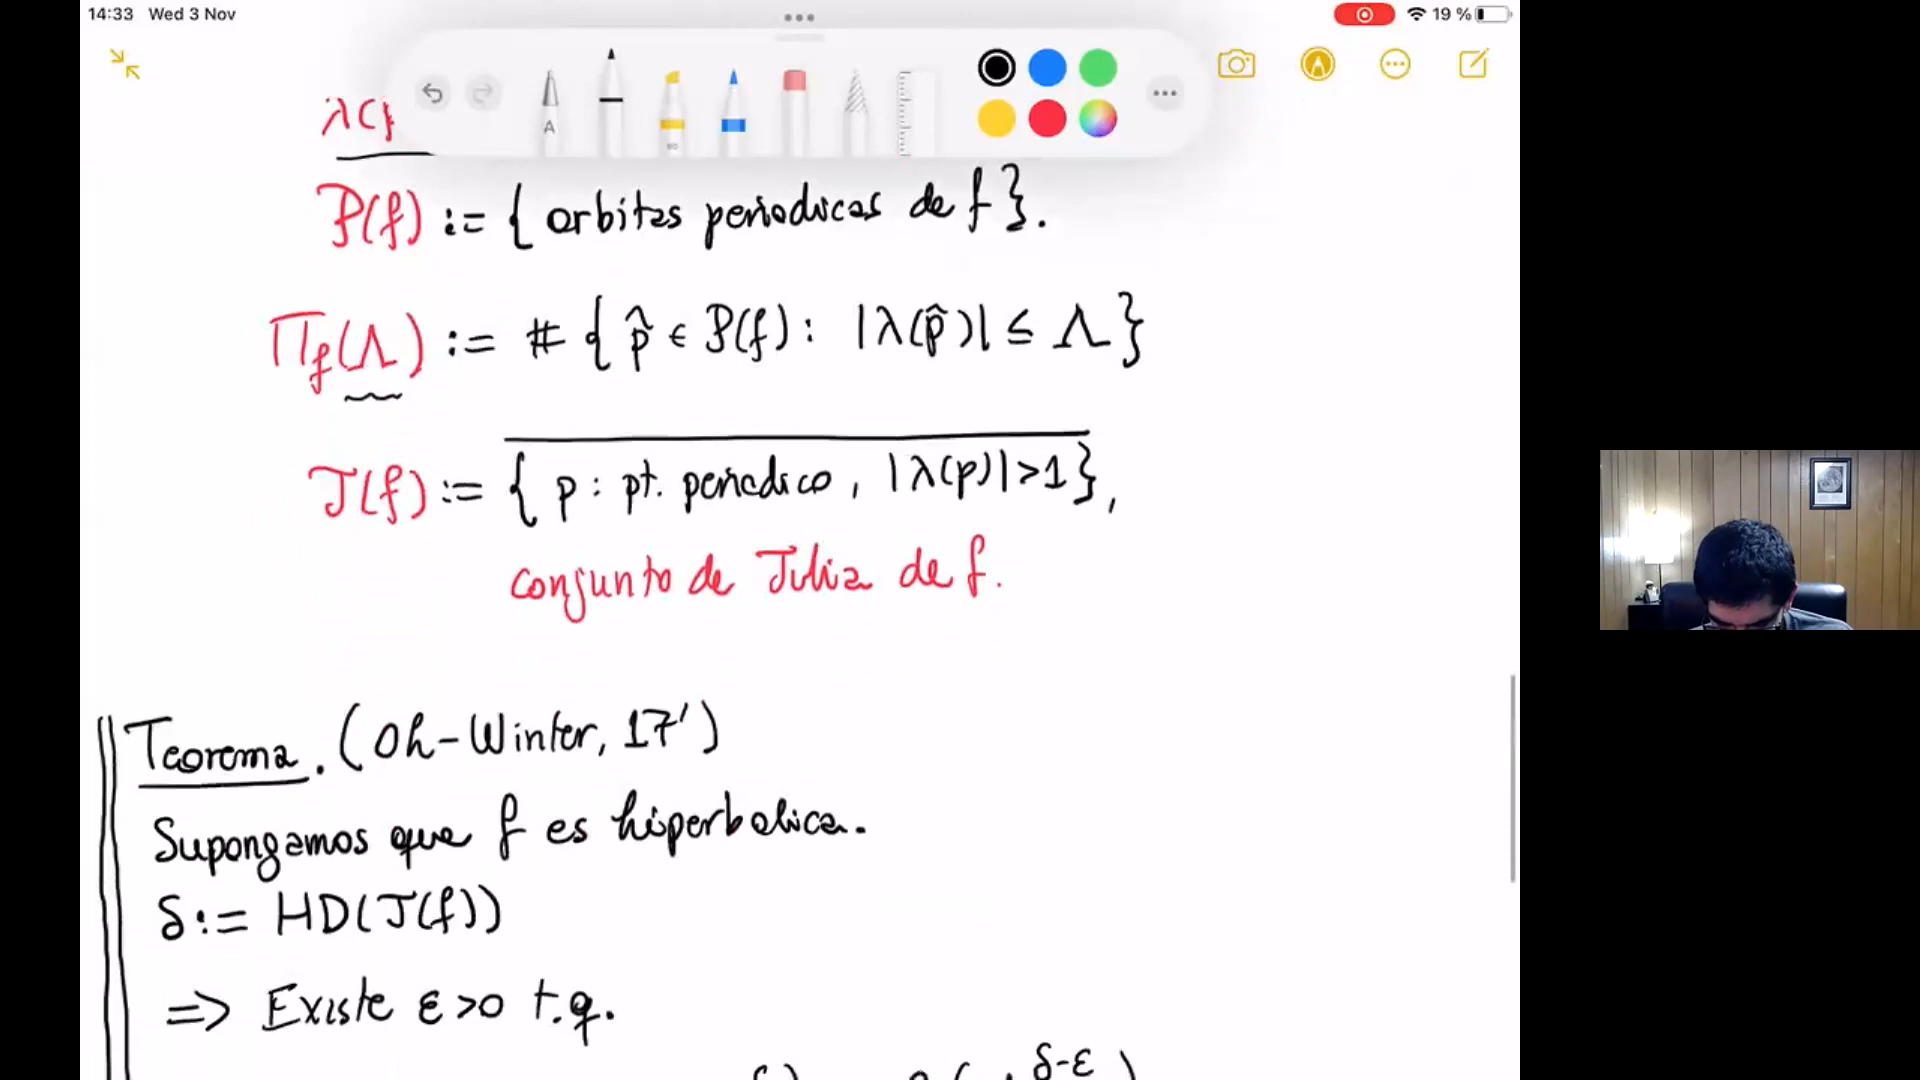 14:33 Wed 3 Nov
19 %
A
80
λ(
P(f) := { orbitas periodicas de f }.
Π_f(Λ) := # { p̂ ∈ P(f) : |λ(p̂)| ≤ Λ }
J(f) := { p : pt. periodico, |λ(p)| > 1 },
conjunto de Julia de f.
Teorema. (Oh-Winter, 17')
Supongamos que f es hiperbolica.
δ := HD(J(f))
=> Existe ε>0 t.q.
δ-ε